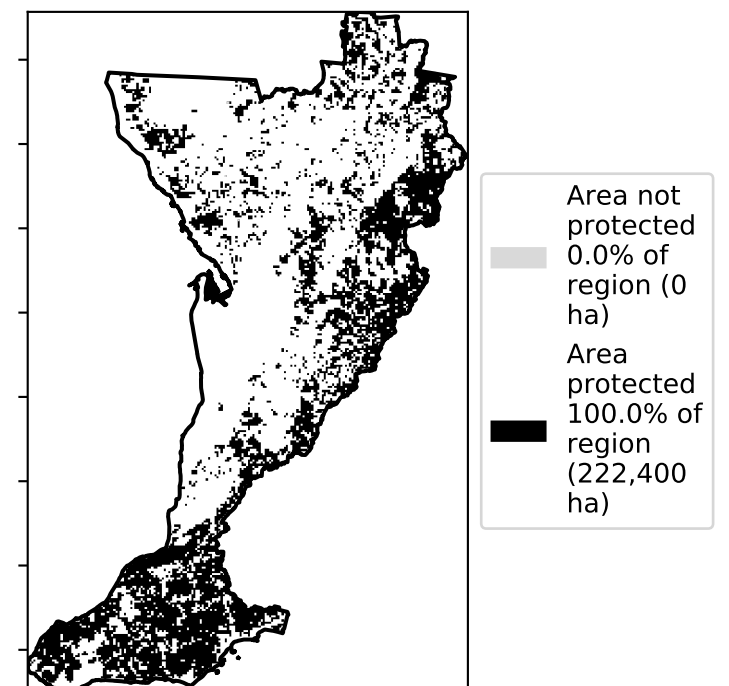 Area not
protected
0.0% of
region (0
ha)
Area
protected
100.0% of
region
(222,400
ha)